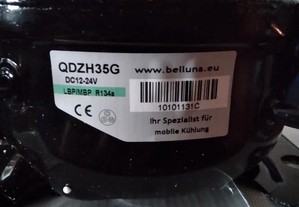 QDZH35G
DC12-24V
LBP/MBP R134a
www.belluna.eu
10101131C
Ihr Spezialist für
mobile Kühlung
CE